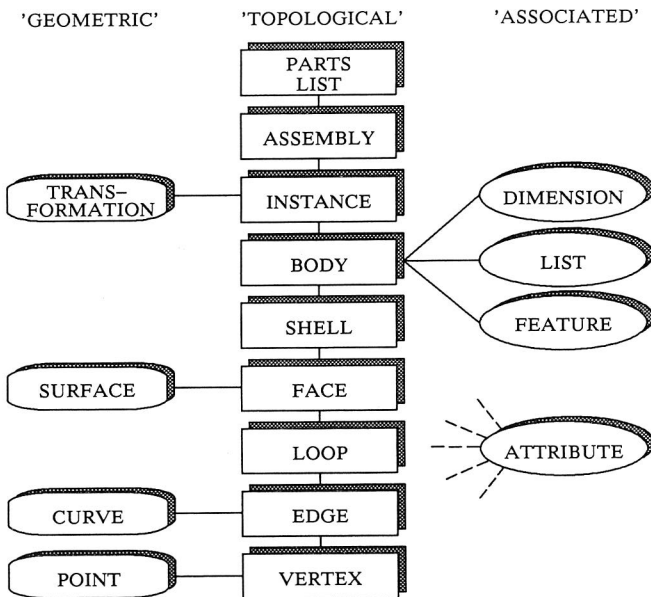 'GEOMETRIC' 'TOPOLOGICAL' 'ASSOCIATED'
PARTS
LIST
ASSEMBLY
TRANS–
FORMATION
INSTANCE
DIMENSION
BODY
LIST
SHELL
FEATURE
SURFACE
FACE
LOOP
ATTRIBUTE
CURVE
EDGE
POINT
VERTEX